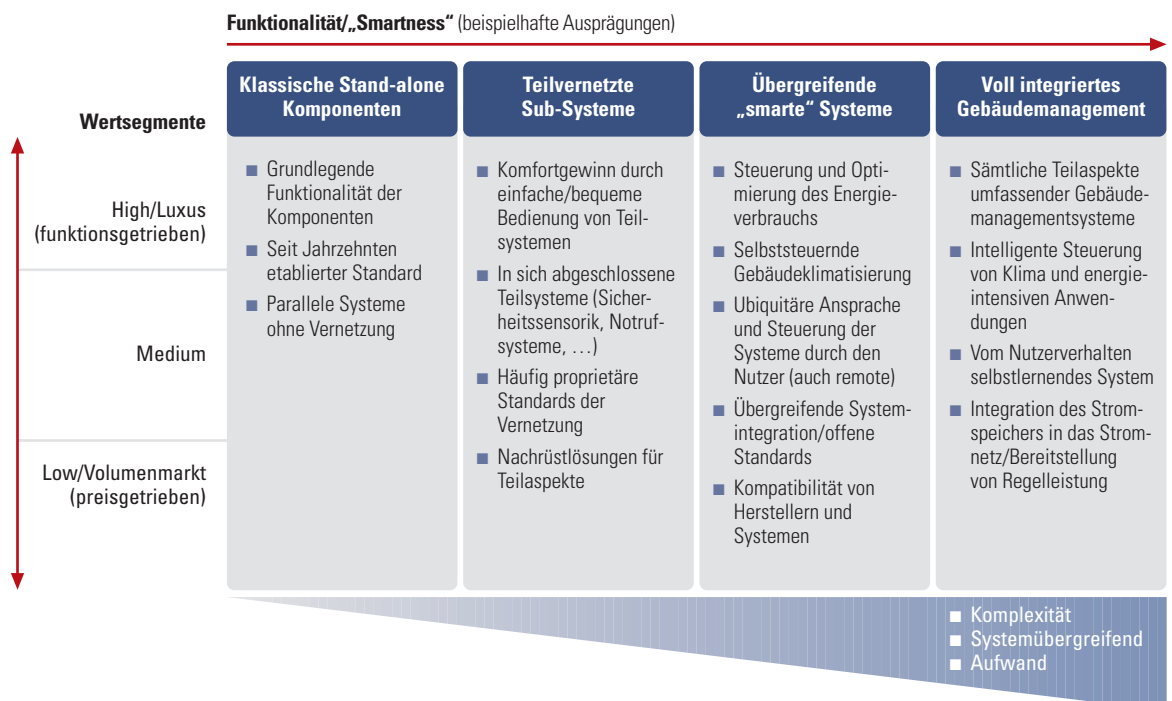 Funktionalität/„Smartness“ (beispielhafte Ausprägungen)
Klassische Stand-alone
Komponenten
Teilvernetzte
Sub-Systeme
Übergreifende
„smarte“ Systeme
Voll integriertes
Gebäudemanagement
Wertsegmente
High/Luxus
(funktionsgetrieben)
Medium
Low/Volumenmarkt
(preisgetrieben)
■ Grundlegende
Funktionalität der
Komponenten
■ Seit Jahrzehnten
etablierter Standard
■ Parallele Systeme
ohne Vernetzung
■ Komfortgewinn durch
einfache/bequeme
Bedienung von Teil-
systemen
■ In sich abgeschlossene
Teilsysteme (Sicher-
heitssensorik, Notruf-
systeme, …)
■ Häufig proprietäre
Standards der
Vernetzung
■ Nachrüstlösungen für
Teilaspekte
■ Steuerung und Opti-
mierung des Energie-
verbrauchs
■ Selbststeuernde
Gebäudeklimatisierung
■ Ubiquitäre Ansprache
und Steuerung der
Systeme durch den
Nutzer (auch remote)
■ Übergreifende System-
integration/offene
Standards
■ Kompatibilität von
Herstellern und
Systemen
■ Sämtliche Teilaspekte
umfassender Gebäude-
managementsysteme
■ Intelligente Steuerung
von Klima und energie-
intensiven Anwen-
dungen
■ Vom Nutzerverhalten
selbstlernendes System
■ Integration des Strom-
speichers in das Strom-
netz/Bereitstellung
von Regelleistung
■ Komplexität
■ Systemübergreifend
■ Aufwand